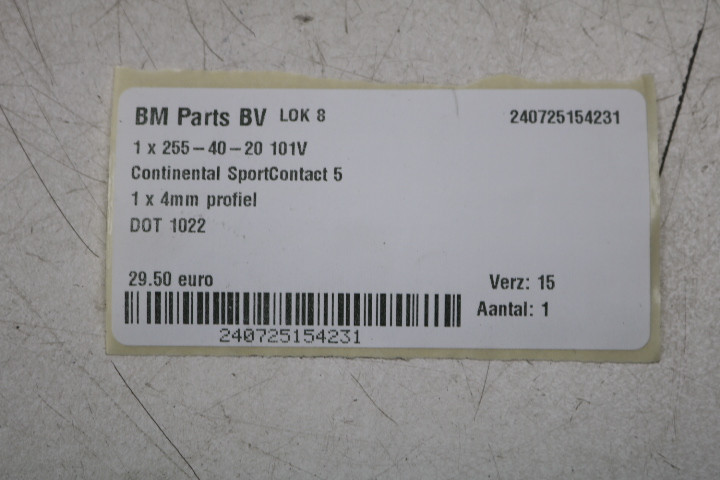 BM Parts BV LOK 8 240725154231
1 x 255-40-20 101V
Continental SportContact 5
1 x 4mm profiel
DOT 1022
29.50 euro Verz: 15
Aantal: 1
240725154231